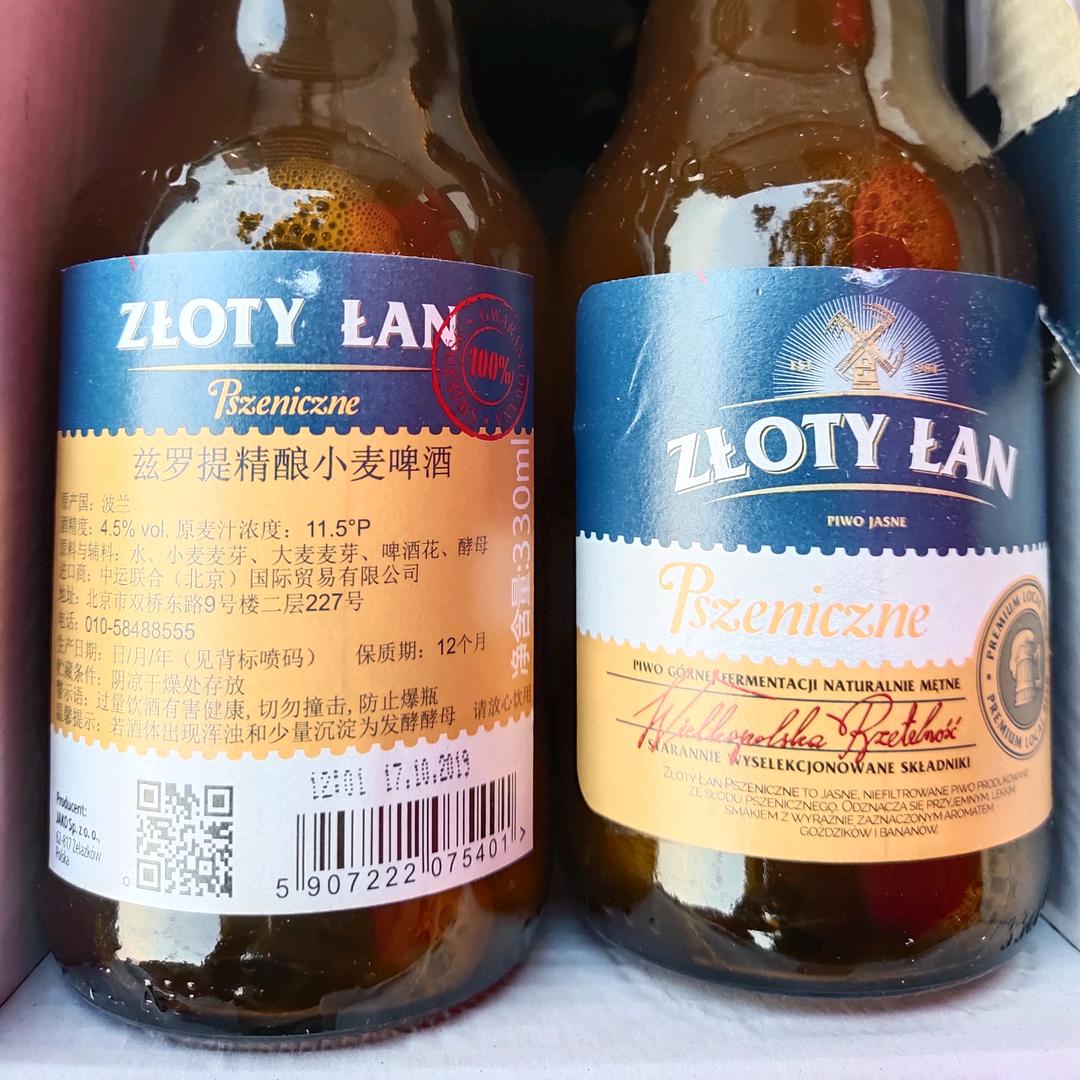 ZŁOTY ŁAN
100%
Pszeniczne
兹罗提精酿小麦啤酒
原产国：波兰
酒精度：4.5% vol. 原麦汁浓度：11.5°P
原料与辅料：水、小麦麦芽、大麦麦芽、啤酒花、酵母
进口商：中运联合（北京）国际贸易有限公司
地址：北京市双桥东路9号楼二层227号
电话：010-58488555
生产日期：日/月/年（见背标喷码） 保质期：12个月
贮藏条件：阴凉干燥处存放
警示语：过量饮酒有害健康,切勿撞击,防止爆瓶
温馨提示：若酒体出现浑浊和少量沉淀为发酵酵母 请放心饮用
净含量:330ml
12:01 17.10.2019
Producent:
JAKO Sp. z o. o.,
62-817 Żelazków
Polska
5 907222 075401 >
ZŁOTY ŁAN
PIWO JASNE
Pszeniczne
PREMIUM LOCAL
PREMIUM LOCAL
PIWO GÓRNEJ FERMENTACJI NATURALNIE MĘTNE
Wielkopolska Rzetelność
STARANNIE WYSELEKCJONOWANE SKŁADNIKI
ZŁOTY ŁAN PSZENICZNE TO JASNE, NIEFILTROWANE PIWO PRODUKOWANE
ZE SŁODU PSZENICZNEGO. ODZNACZA SIĘ PRZYJEMNYM, LEKKIM
SMAKIEM Z WYRAŹNIE ZAZNACZONYM AROMATEM
GOŹDZIKÓW I BANANÓW.